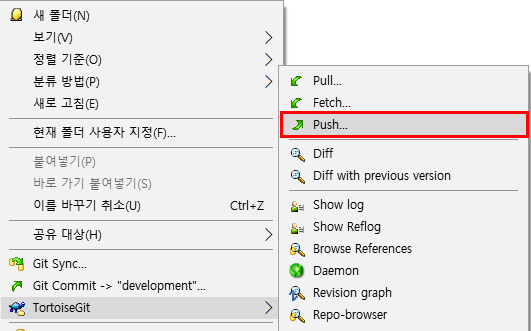 새 폴더(N)
보기(V)
정렬 기준(O)
분류 방법(P)
새로 고침(E)
현재 폴더 사용자 지정(F)...
붙여넣기(P)
바로 가기 붙여넣기(S)
이름 바꾸기 취소(U) Ctrl+Z
공유 대상(H)
Git Sync...
Git Commit -> "development"...
TortoiseGit
Pull...
Fetch...
Push...
Diff
Diff with previous version
Show log
Show Reflog
Browse References
Daemon
Revision graph
Repo-browser